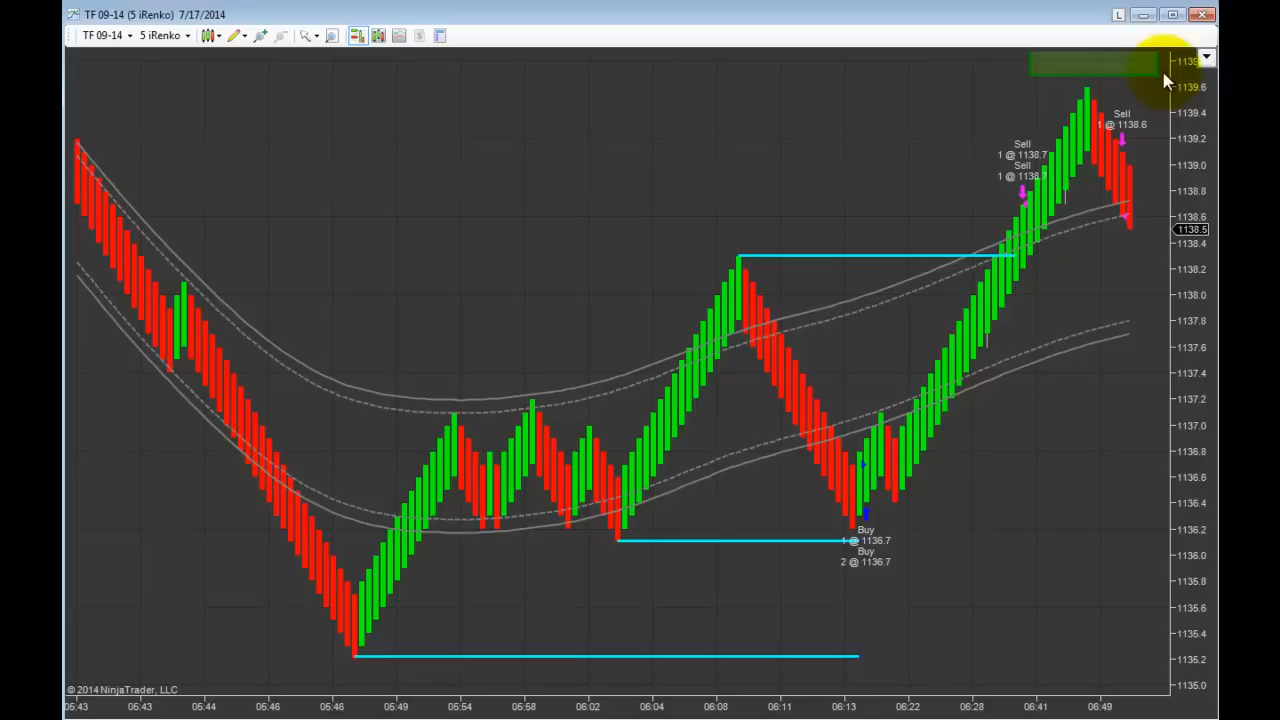 TF 09-14 (5 iRenko) 7/17/2014
L
TF 09-14 5 iRenko
1139.6
1139.4
1139.2
1139.0
1138.8
1138.6
1138.5
1138.4
1138.2
1138.0
1137.8
1137.6
1137.4
1137.2
1137.0
1136.8
1136.6
1136.4
1136.2
1136.0
1135.8
1135.6
1135.4
1135.2
1135.0
Sell
1 @ 1138.6
Sell
1 @ 1138.7
Sell
1 @ 1138.7
Buy
1 @ 1136.7
Buy
2 @ 1136.7
© 2014 NinjaTrader, LLC
05:43 05:43 05:44 05:46 05:46 05:49 05:54 05:56 06:02 06:04 06:08 06:11 06:13 06:22 06:28 06:41 06:49